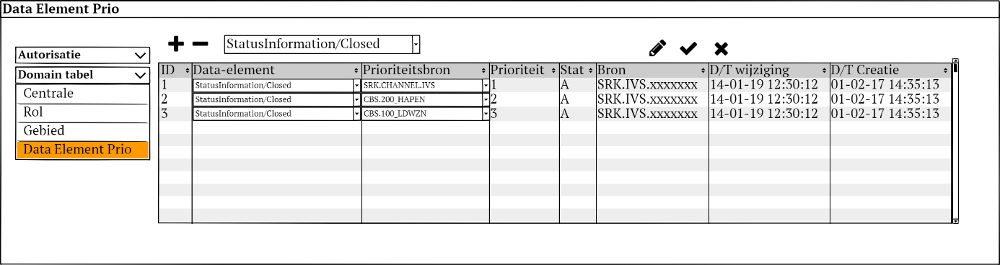 Data Element Prio
StatusInformation/Closed
Autorisatie
Domain tabel
Centrale
Rol
Gebied
Data Element Prio
ID Data-element Prioriteitsbron Prioriteit Stat Bron D/T wijziging D/T Creatie
1 StatusInformation/Closed SRK.CHANNEL.IVS 1 A SRK.IVS.xxxxxxx 14-01-19 12:30:12 01-02-17 14:35:13
2 StatusInformation/Closed CBS.200_HAPEN 2 A SRK.IVS.xxxxxxx 14-01-19 12:30:12 01-02-17 14:35:13
3 StatusInformation/Closed CBS.100_LDWZN 3 A SRK.IVS.xxxxxxx 14-01-19 12:30:12 01-02-17 14:35:13